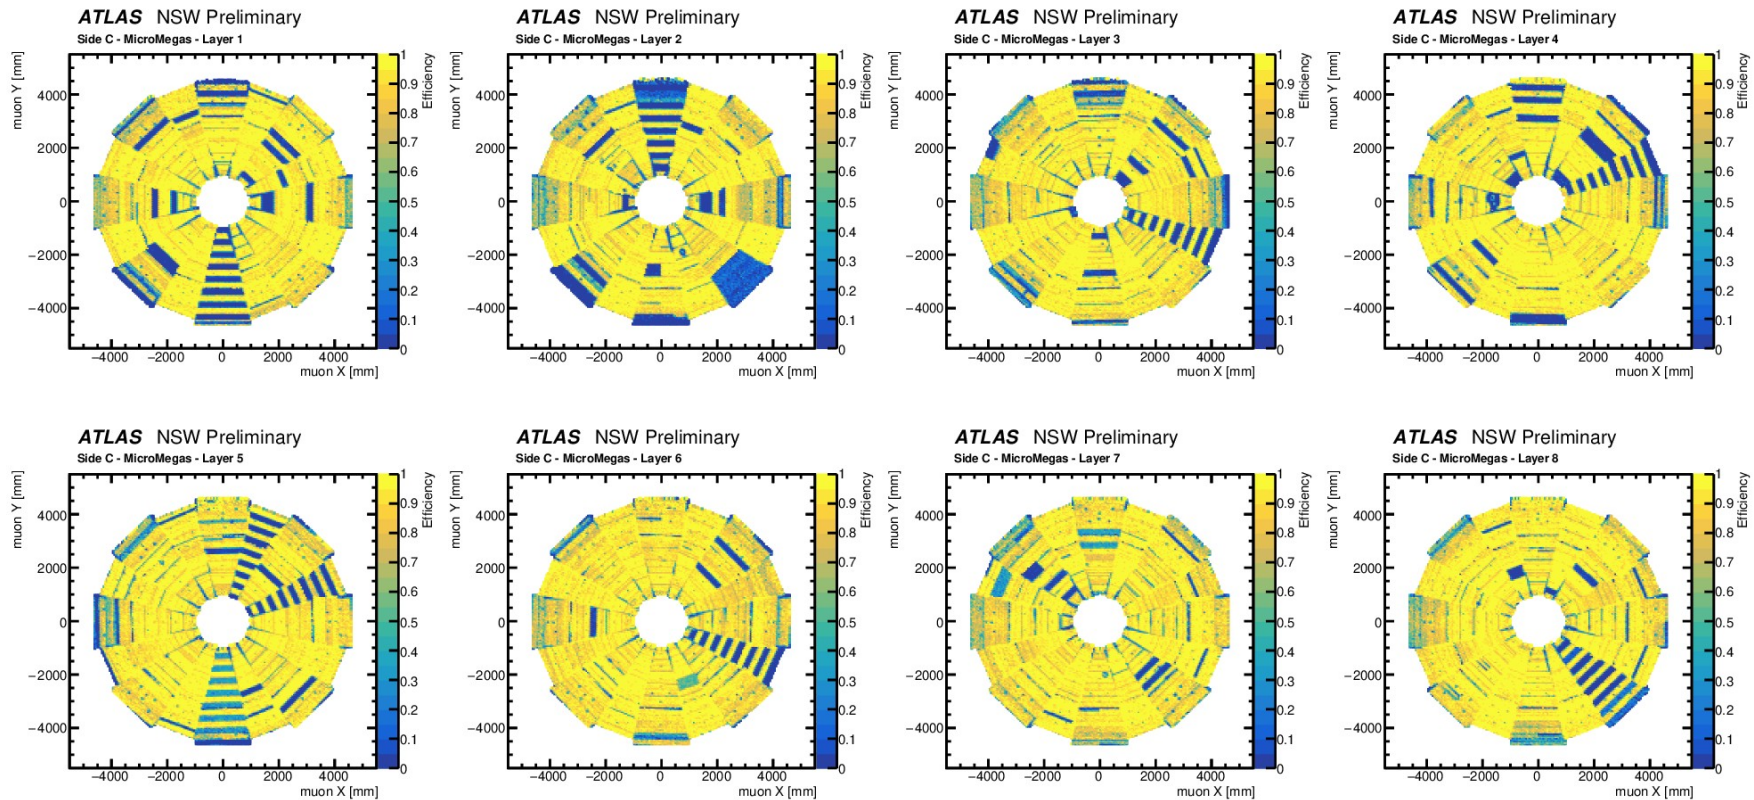 ATLAS NSW Preliminary
Side C - MicroMegas - Layer 1
muon Y [mm]
4000
2000
0
−2000
−4000
−4000 −2000 0 2000 4000
muon X [mm]
1
0.9
0.8
0.7
0.6
0.5
0.4
0.3
0.2
0.1
0
Efficiency
ATLAS NSW Preliminary
Side C - MicroMegas - Layer 2
muon Y [mm]
4000
2000
0
−2000
−4000
−4000 −2000 0 2000 4000
muon X [mm]
1
0.9
0.8
0.7
0.6
0.5
0.4
0.3
0.2
0.1
0
Efficiency
ATLAS NSW Preliminary
Side C - MicroMegas - Layer 3
muon Y [mm]
4000
2000
0
−2000
−4000
−4000 −2000 0 2000 4000
muon X [mm]
1
0.9
0.8
0.7
0.6
0.5
0.4
0.3
0.2
0.1
0
Efficiency
ATLAS NSW Preliminary
Side C - MicroMegas - Layer 4
muon Y [mm]
4000
2000
0
−2000
−4000
−4000 −2000 0 2000 4000
muon X [mm]
1
0.9
0.8
0.7
0.6
0.5
0.4
0.3
0.2
0.1
0
Efficiency
ATLAS NSW Preliminary
Side C - MicroMegas - Layer 5
muon Y [mm]
4000
2000
0
−2000
−4000
−4000 −2000 0 2000 4000
muon X [mm]
1
0.9
0.8
0.7
0.6
0.5
0.4
0.3
0.2
0.1
0
Efficiency
ATLAS NSW Preliminary
Side C - MicroMegas - Layer 6
muon Y [mm]
4000
2000
0
−2000
−4000
−4000 −2000 0 2000 4000
muon X [mm]
1
0.9
0.8
0.7
0.6
0.5
0.4
0.3
0.2
0.1
0
Efficiency
ATLAS NSW Preliminary
Side C - MicroMegas - Layer 7
muon Y [mm]
4000
2000
0
−2000
−4000
−4000 −2000 0 2000 4000
muon X [mm]
1
0.9
0.8
0.7
0.6
0.5
0.4
0.3
0.2
0.1
0
Efficiency
ATLAS NSW Preliminary
Side C - MicroMegas - Layer 8
muon Y [mm]
4000
2000
0
−2000
−4000
−4000 −2000 0 2000 4000
muon X [mm]
1
0.9
0.8
0.7
0.6
0.5
0.4
0.3
0.2
0.1
0
Efficiency